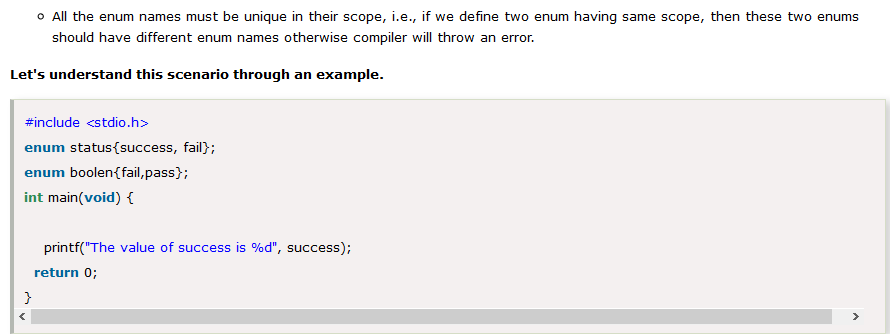 All the enum names must be unique in their scope, i.e., if we define two enum having same scope, then these two enums
should have different enum names otherwise compiler will throw an error.
Let's understand this scenario through an example.
#include <stdio.h>
enum status{success, fail};
enum boolen{fail,pass};
int main(void) {
printf("The value of success is %d", success);
return 0;
}